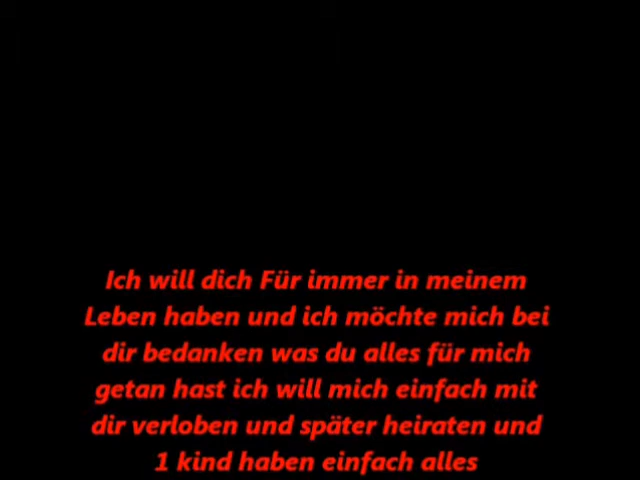 Ich will dich Für immer in meinem
Leben haben und ich möchte mich bei
dir bedanken was du alles für mich
getan hast ich will mich einfach mit
dir verloben und später heiraten und
1 kind haben einfach alles